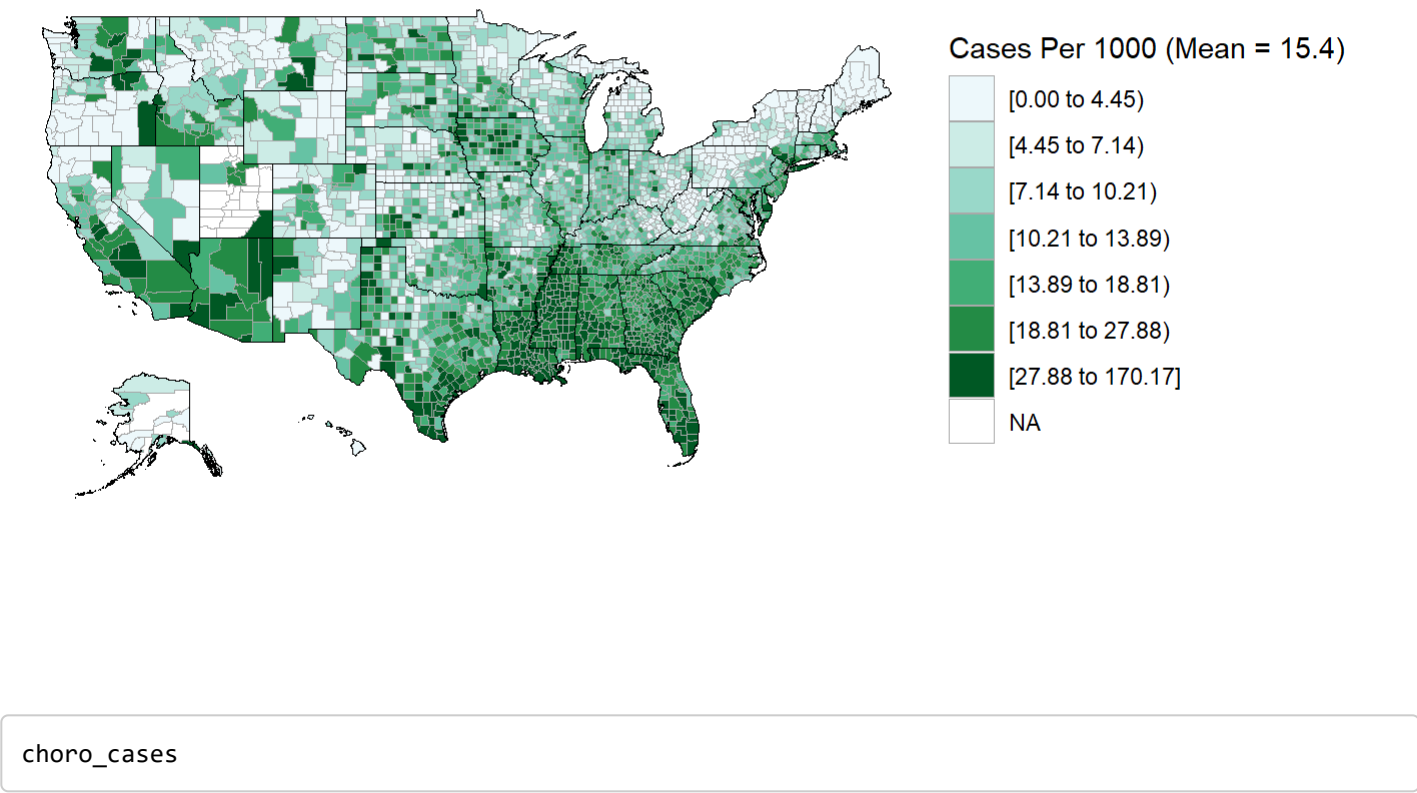 Cases Per 1000 (Mean = 15.4)
[0.00 to 4.45)
[4.45 to 7.14)
[7.14 to 10.21)
[10.21 to 13.89)
[13.89 to 18.81)
[18.81 to 27.88)
[27.88 to 170.17]
NA
choro_cases